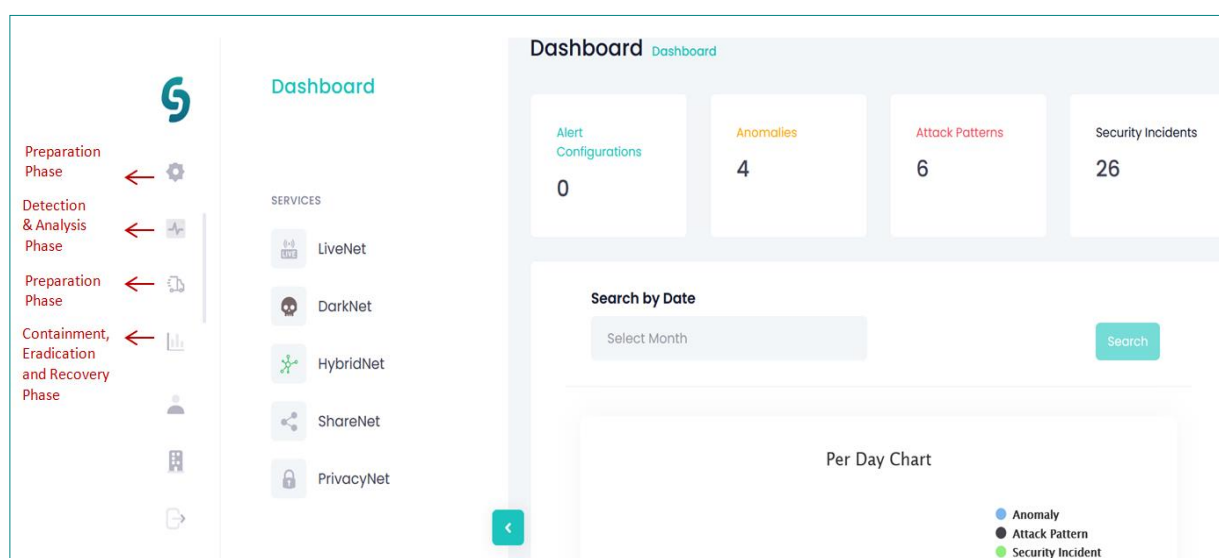 Preparation
Phase
Detection
& Analysis
Phase
Preparation
Phase
Containment,
Eradication
and Recovery
Phase
Dashboard
SERVICES
LIVE
LiveNet
DarkNet
HybridNet
ShareNet
PrivacyNet
Dashboard Dashboard
Alert
Configurations
0
Anomalies
4
Attack Patterns
6
Security Incidents
26
Search by Date
Select Month
Search
Per Day Chart
Anomaly
Attack Pattern
Security Incident